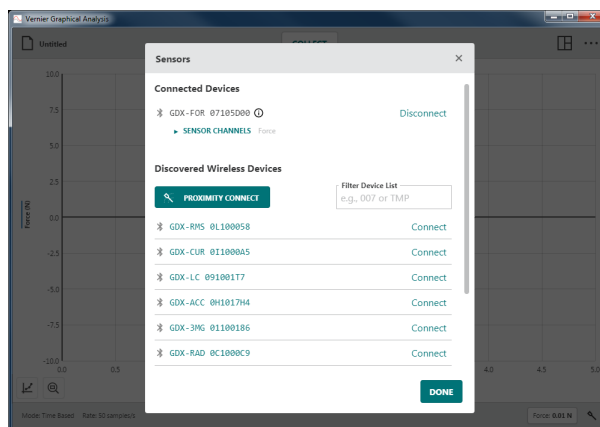 Vernier Graphical Analysis
Untitled
COLLECT
Sensors
Connected Devices
GDX-FOR 07105D00
Disconnect
SENSOR CHANNELS Force
Discovered Wireless Devices
PROXIMITY CONNECT
Filter Device List
e.g., 007 or TMP
GDX-RMS 0L100058 Connect
GDX-CUR 0I1000A5 Connect
GDX-LC 091001T7 Connect
GDX-ACC 0H1017H4 Connect
GDX-3MG 01100186 Connect
GDX-RAD 0C1000C9 Connect
DONE
Force (N)
10.0
7.5
5.0
2.5
0.0
-2.5
-5.0
-7.5
-10.0
0.0 0.5 4.0 4.5 5.0
Mode: Time Based Rate: 50 samples/s
Force: 0.01 N